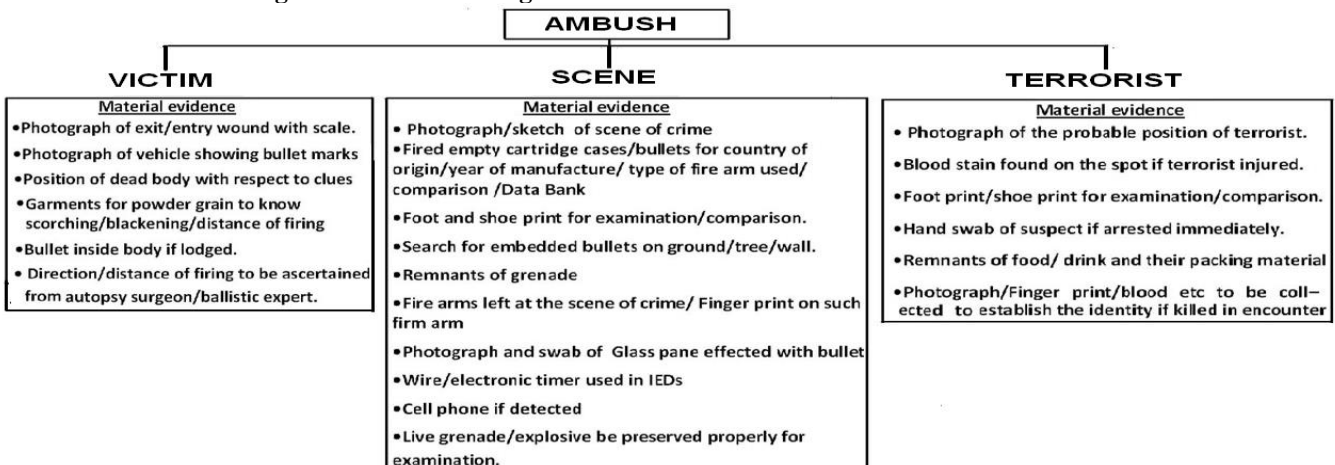 AMBUSH
VICTIM
Material evidence
•Photograph of exit/entry wound with scale.
•Photograph of vehicle showing bullet marks
•Position of dead body with respect to clues
•Garments for powder grain to know
scorching/blackening/distance of firing
•Bullet inside body if lodged.
• Direction/distance of firing to be ascertained
from autopsy surgeon/ballistic expert.
SCENE
Material evidence
• Photograph/sketch of scene of crime
•Fired empty cartridge cases/bullets for country of
origin/year of manufacture/ type of fire arm used/
comparison /Data Bank
•Foot and shoe print for examination/comparison.
•Search for embedded bullets on ground/tree/wall.
•Remnants of grenade
•Fire arms left at the scene of crime/ Finger print on such
firm arm
•Photograph and swab of Glass pane effected with bullet
•Wire/electronic timer used in IEDs
•Cell phone if detected
•Live grenade/explosive be preserved properly for
examination.
TERRORIST
Material evidence
• Photograph of the probable position of terrorist.
•Blood stain found on the spot if terrorist injured.
•Foot print/shoe print for examination/comparison.
•Hand swab of suspect if arrested immediately.
•Remnants of food/ drink and their packing material
•Photograph/Finger print/blood etc to be coll–
ected to establish the identity if killed in encounter